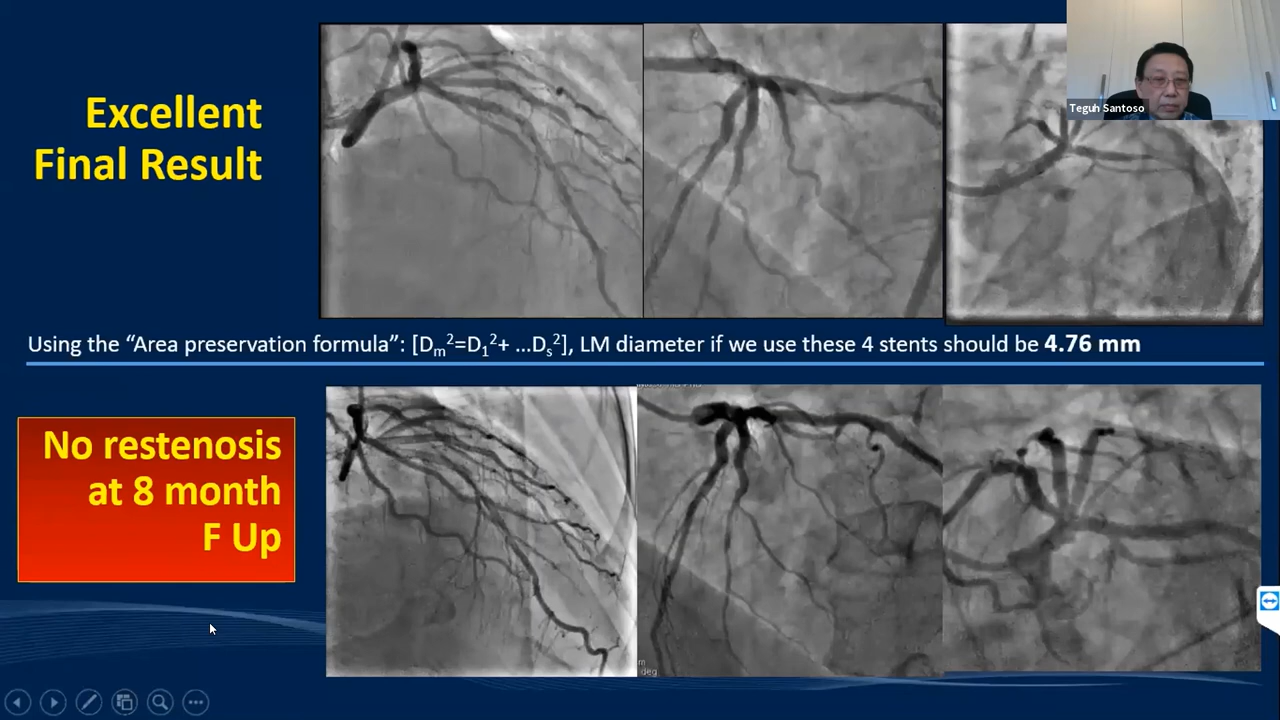 Excellent
Final Result
Teguh Santoso
Using the “Area preservation formula”: [Dm²=D1²+ ...Ds²], LM diameter if we use these 4 stents should be 4.76 mm
No restenosis
at 8 month
F Up
deg